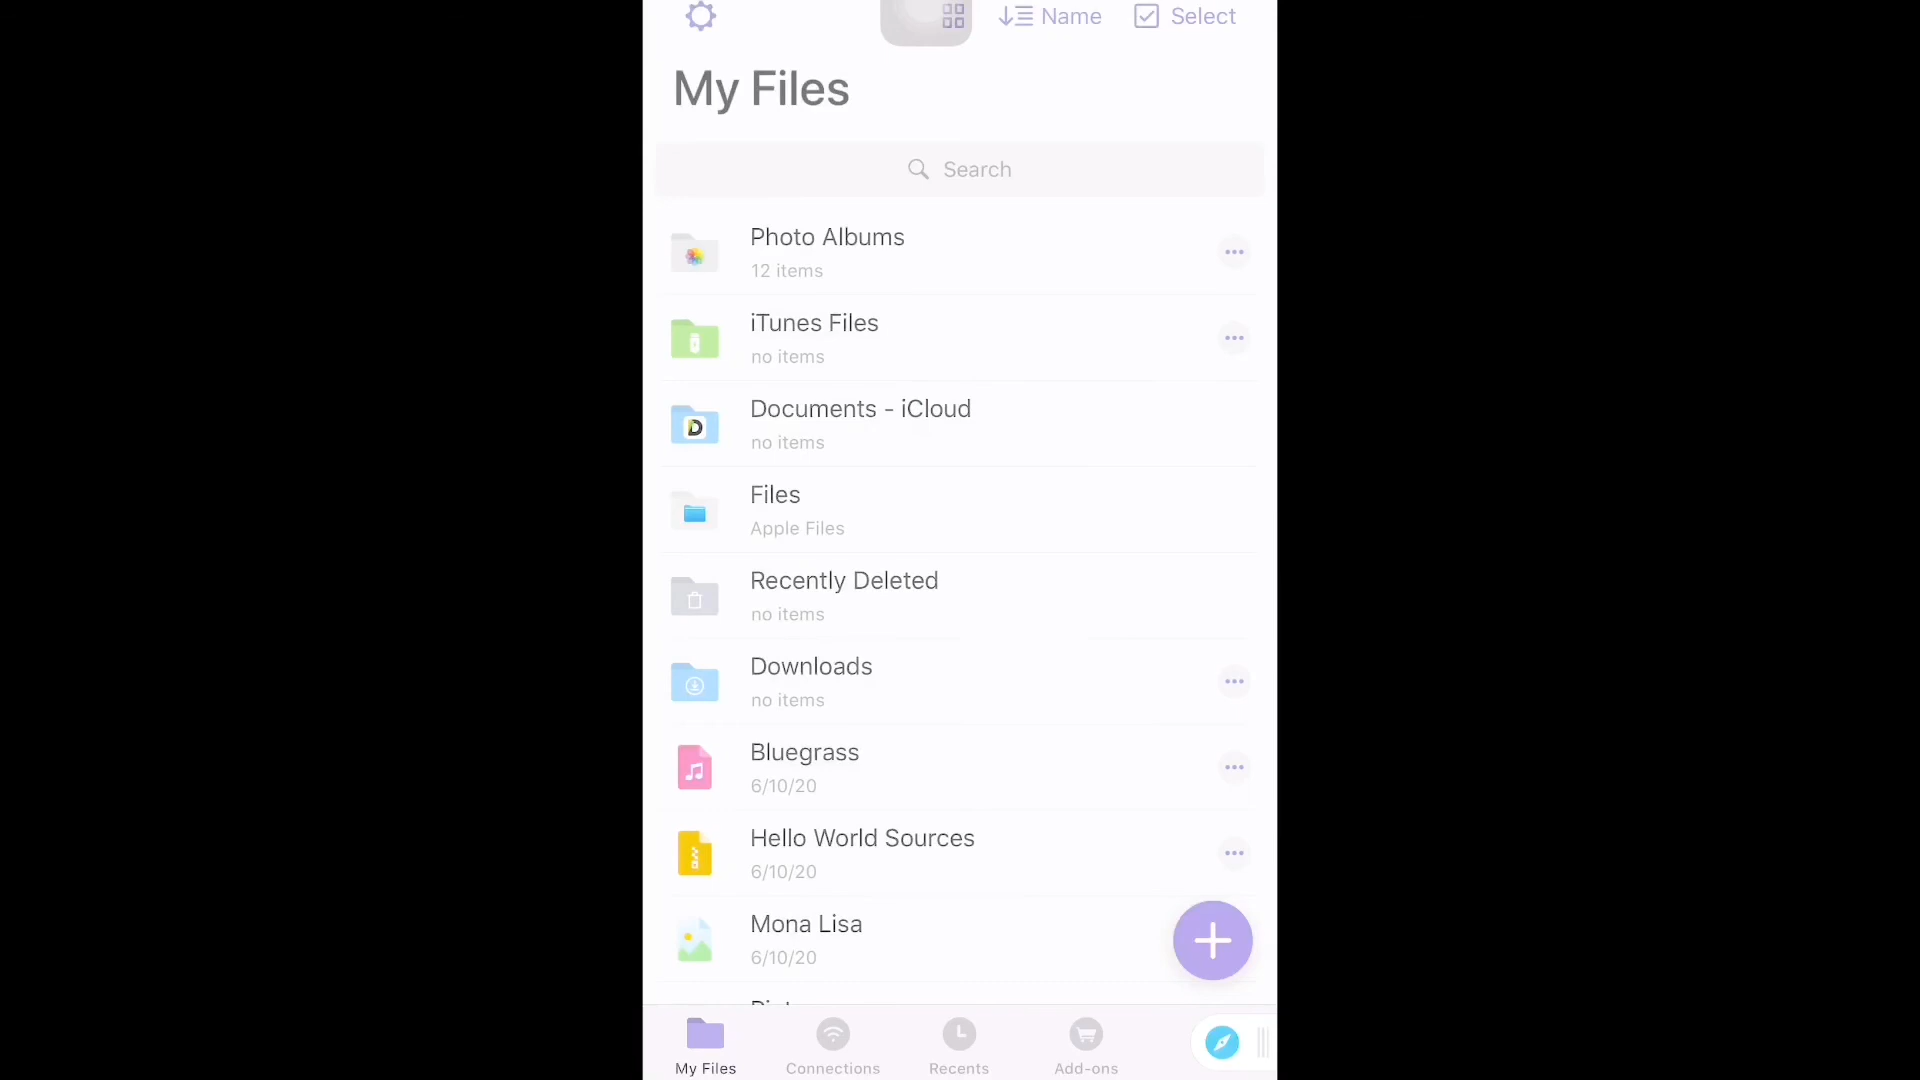 Name
Select
My Files
Search
Photo Albums
12 items
iTunes Files
no items
Documents - iCloud
no items
Files
Apple Files
Recently Deleted
no items
Downloads
no items
Bluegrass
6/10/20
Hello World Sources
6/10/20
Mona Lisa
6/10/20
My Files
Connections
Recents
Add-ons